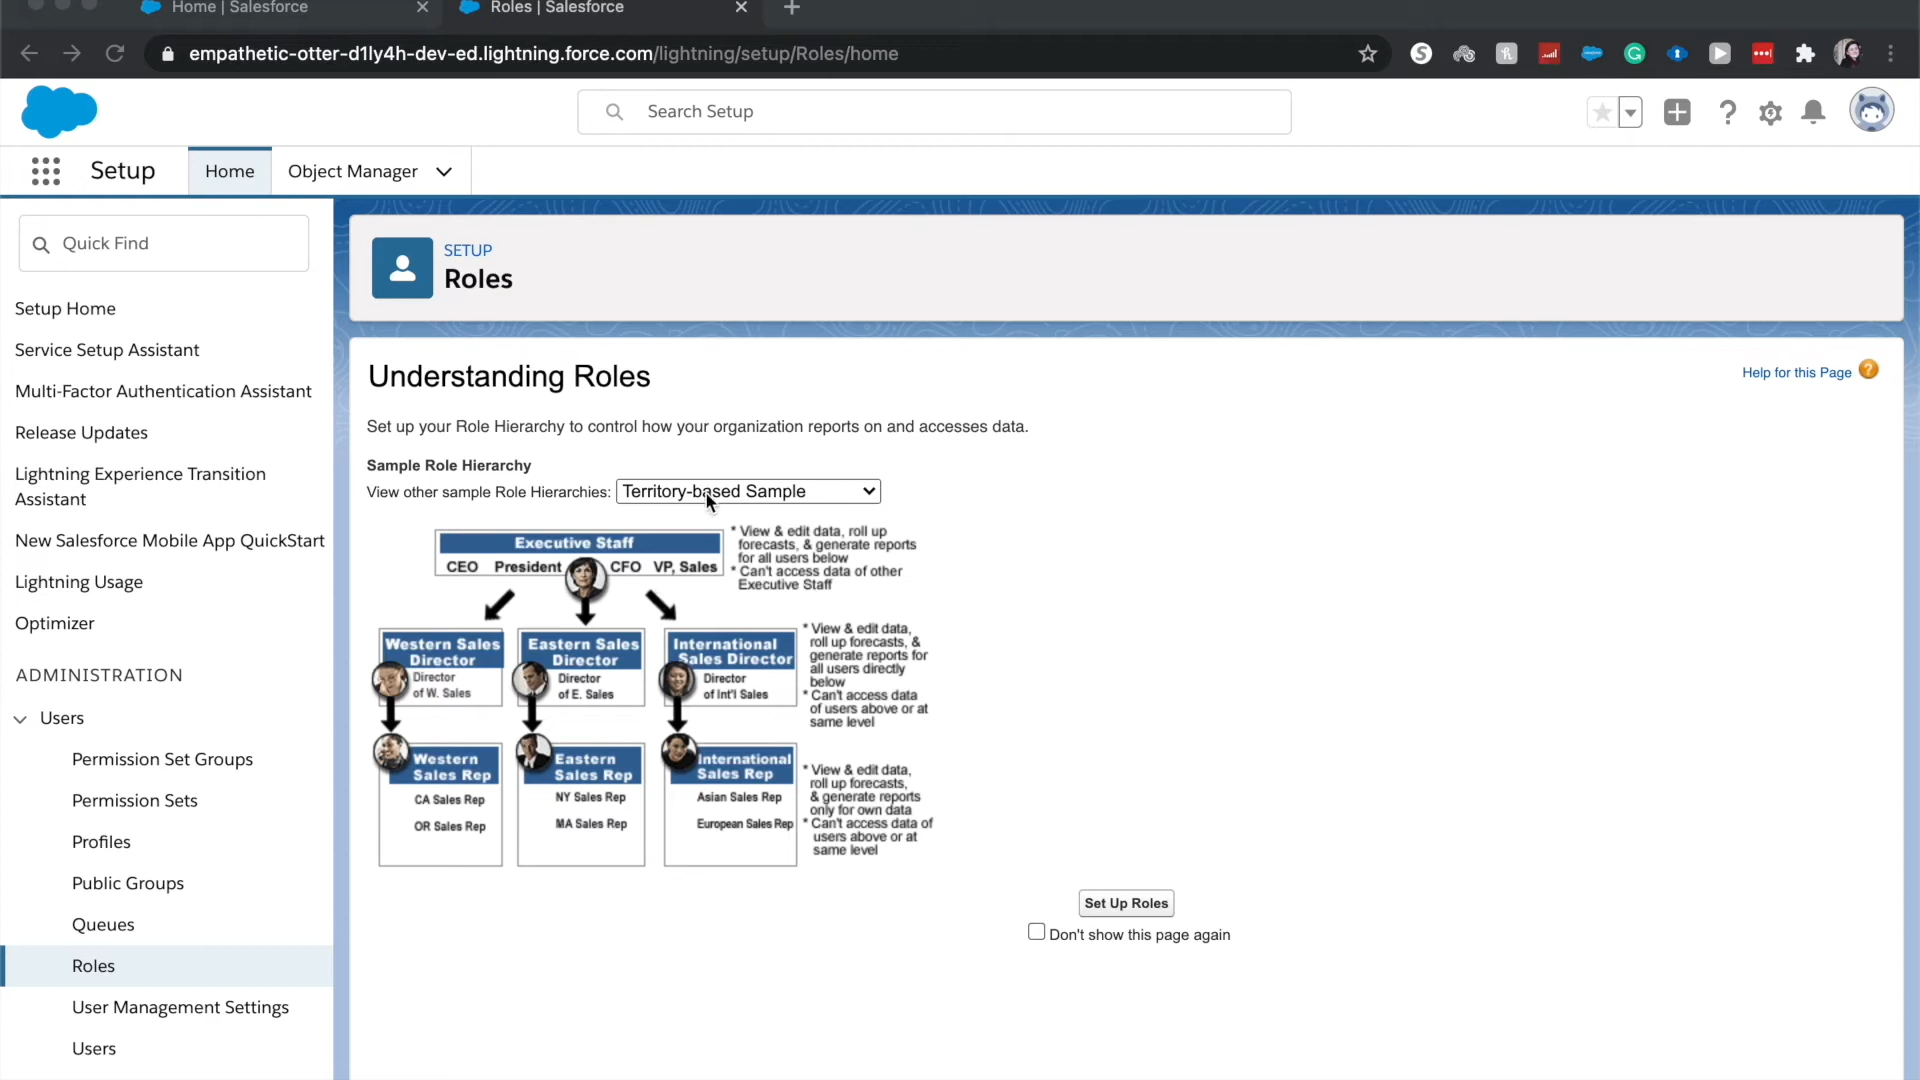 Home | Salesforce
Roles | Salesforce
empathetic-otter-d1ly4h-dev-ed.lightning.force.com/lightning/setup/Roles/home
Search Setup
Setup
Home
Object Manager
Quick Find
Setup Home
Service Setup Assistant
Multi-Factor Authentication Assistant
Release Updates
Lightning Experience Transition
Assistant
New Salesforce Mobile App QuickStart
Lightning Usage
Optimizer
ADMINISTRATION
Users
Permission Set Groups
Permission Sets
Profiles
Public Groups
Queues
Roles
User Management Settings
Users
SETUP
Roles
Understanding Roles
Help for this Page
Set up your Role Hierarchy to control how your organization reports on and accesses data.
Sample Role Hierarchy
View other sample Role Hierarchies: Territory-based Sample
Executive Staff
CEO President CFO VP, Sales
* View & edit data, roll up
forecasts, & generate reports
for all users below
* Can't access data of other
Executive Staff
Western Sales
Director
Director
of W. Sales
Eastern Sales
Director
Director
of E. Sales
International
Sales Director
Director
of Int'l Sales
* View & edit data,
roll up forecasts, &
generate reports for
all users directly
below
* Can't access data
of users above or at
same level
Western
Sales Rep
CA Sales Rep
OR Sales Rep
Eastern
Sales Rep
NY Sales Rep
MA Sales Rep
International
Sales Rep
Asian Sales Rep
European Sales Rep
* View & edit data,
roll up forecasts,
& generate reports
only for own data
* Can't access data of
users above or at
same level
Set Up Roles
Don't show this page again